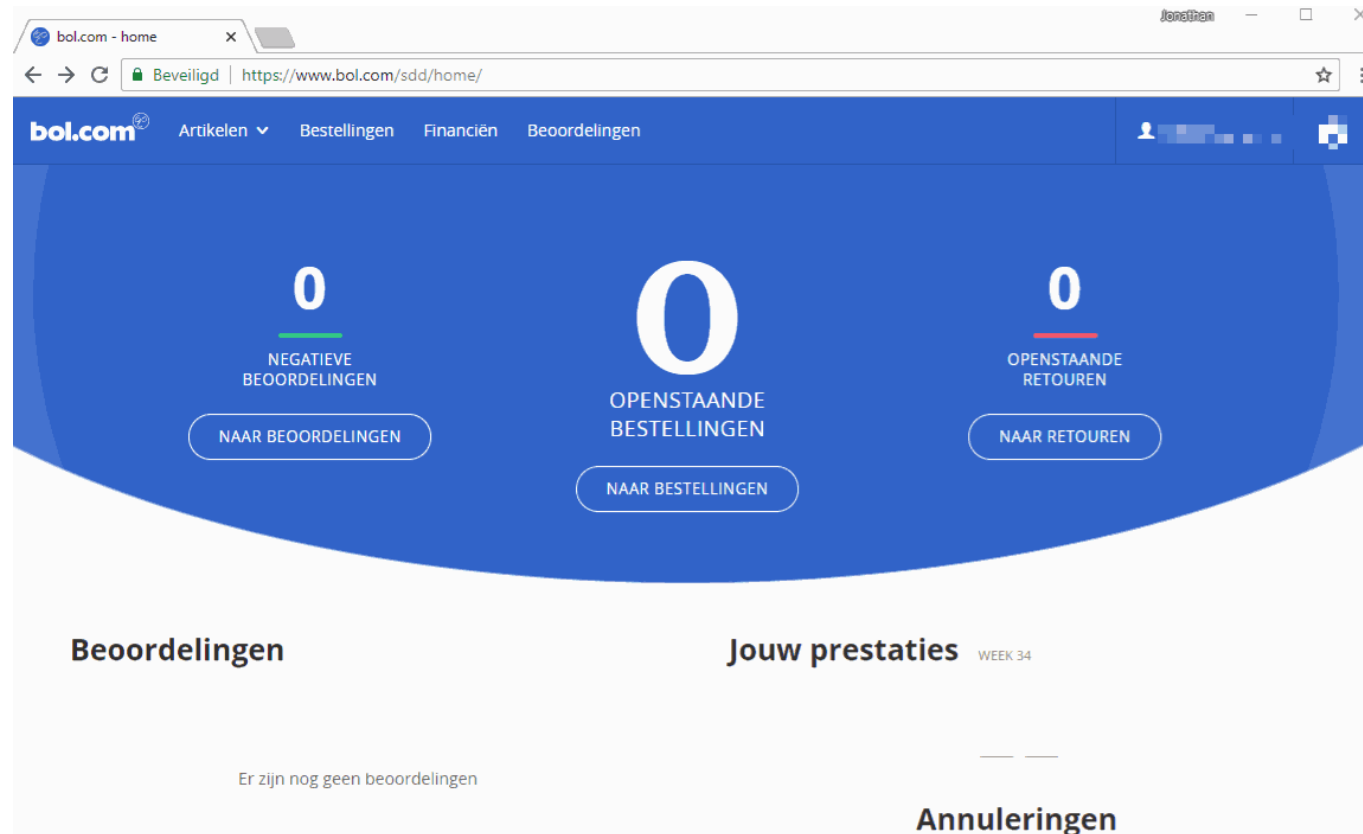 Jonathan
bol.com - home
Beveiligd | https://www.bol.com/sdd/home/
bol.com Artikelen Bestellingen Financiën Beoordelingen
0
NEGATIEVE
BEOORDELINGEN
NAAR BEOORDELINGEN
0
OPENSTAANDE
BESTELLINGEN
NAAR BESTELLINGEN
0
OPENSTAANDE
RETOUREN
NAAR RETOUREN
Beoordelingen
Er zijn nog geen beoordelingen
Jouw prestaties WEEK 34
Annuleringen